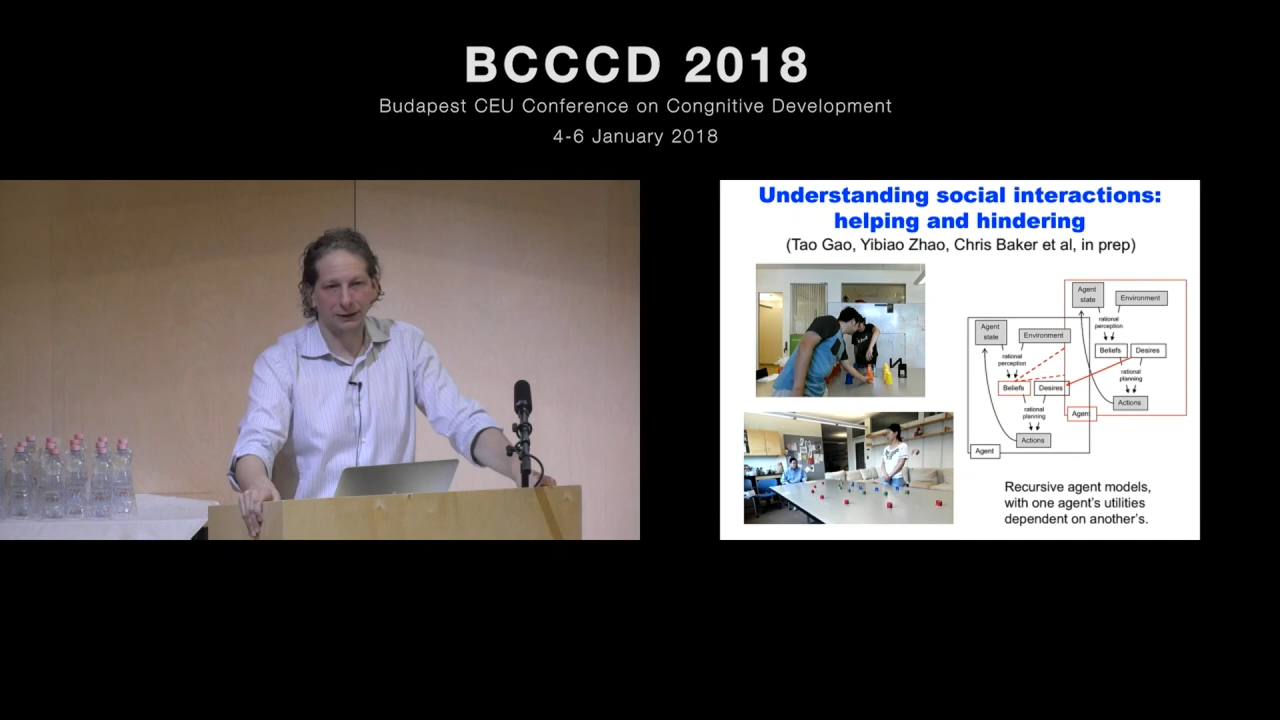 BCCCD 2018
Budapest CEU Conference on Congnitive Development
4-6 January 2018
Understanding social interactions:
helping and hindering
(Tao Gao, Yibiao Zhao, Chris Baker et al, in prep)
Agent
state
Environment
rational
perception
Beliefs
Desires
rational
planning
Actions
Agent
Agent
state
Environment
rational
perception
Beliefs
Desires
rational
planning
Actions
Agent
Recursive agent models,
with one agent's utilities
dependent on another's.